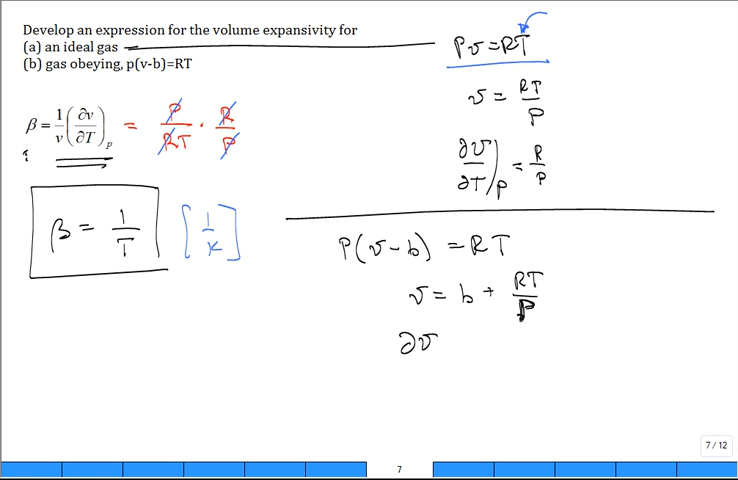 Develop an expression for the volume expansivity for
(a) an ideal gas
(b) gas obeying, p(v-b)=RT
Pv = RT
v = RT/P
∂v/∂T)P = R/P
β = 1/v (∂v/∂T)p = P/RT · R/P
β = 1/T [1/K]
P(v-b) = RT
v = b + RT/P
∂v
7 / 12
7